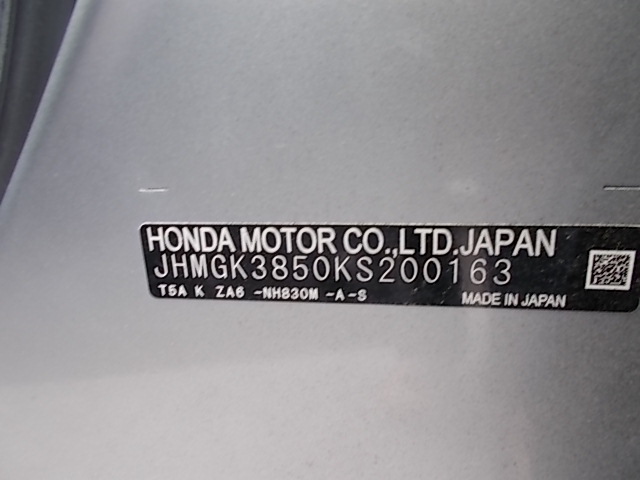 HONDA MOTOR CO.,LTD.JAPAN
JHMGK3850KS200163
T5A K ZA6 -NH830M -A-S
MADE IN JAPAN